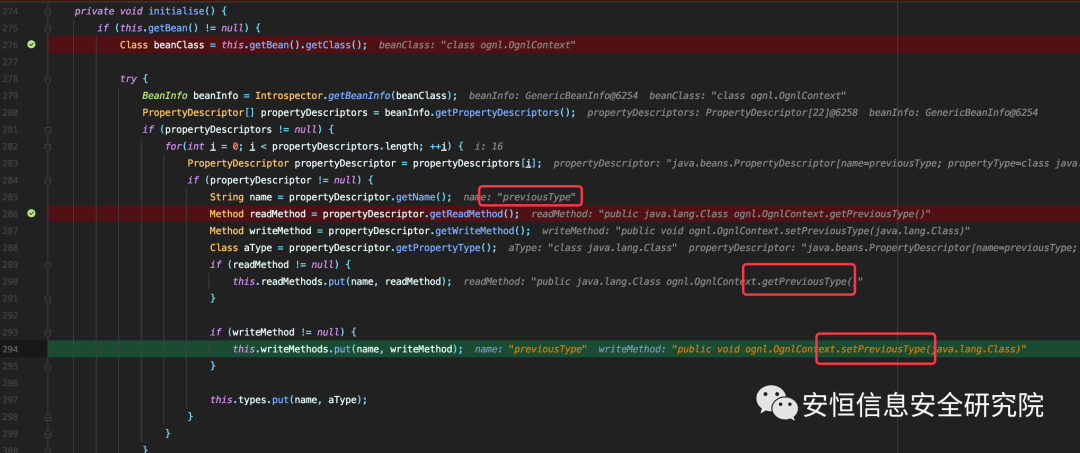 274 private void initialise() {
275 if (this.getBean() != null) {
276 Class beanClass = this.getBean().getClass(); beanClass: "class ognl.OgnlContext"
277
278 try {
279 BeanInfo beanInfo = Introspector.getBeanInfo(beanClass); beanInfo: GenericBeanInfo@6254 beanClass: "class ognl.OgnlContext"
280 PropertyDescriptor[] propertyDescriptors = beanInfo.getPropertyDescriptors(); propertyDescriptors: PropertyDescriptor[22]@6258 beanInfo: GenericBeanInfo@6254
281 if (propertyDescriptors != null) {
282 for(int i = 0; i < propertyDescriptors.length; ++i) { i: 16
283 PropertyDescriptor propertyDescriptor = propertyDescriptors[i]; propertyDescriptor: "java.beans.PropertyDescriptor[name=previousType; propertyType=class java.
284 if (propertyDescriptor != null) {
285 String name = propertyDescriptor.getName(); name: "previousType"
286 Method readMethod = propertyDescriptor.getReadMethod(); readMethod: "public java.lang.Class ognl.OgnlContext.getPreviousType()"
287 Method writeMethod = propertyDescriptor.getWriteMethod(); writeMethod: "public void ognl.OgnlContext.setPreviousType(java.lang.Class)"
288 Class aType = propertyDescriptor.getPropertyType(); aType: "class java.lang.Class" propertyDescriptor: "java.beans.PropertyDescriptor[name=previousType;
289 if (readMethod != null) {
290 this.readMethods.put(name, readMethod); readMethod: "public java.lang.Class ognl.OgnlContext.getPreviousType()"
291 }
292
293 if (writeMethod != null) {
294 this.writeMethods.put(name, writeMethod); name: "previousType" writeMethod: "public void ognl.OgnlContext.setPreviousType(java.lang.Class)"
295 }
296
297 this.types.put(name, aType);
298 }
299 }
300 }
安恒信息安全研究院